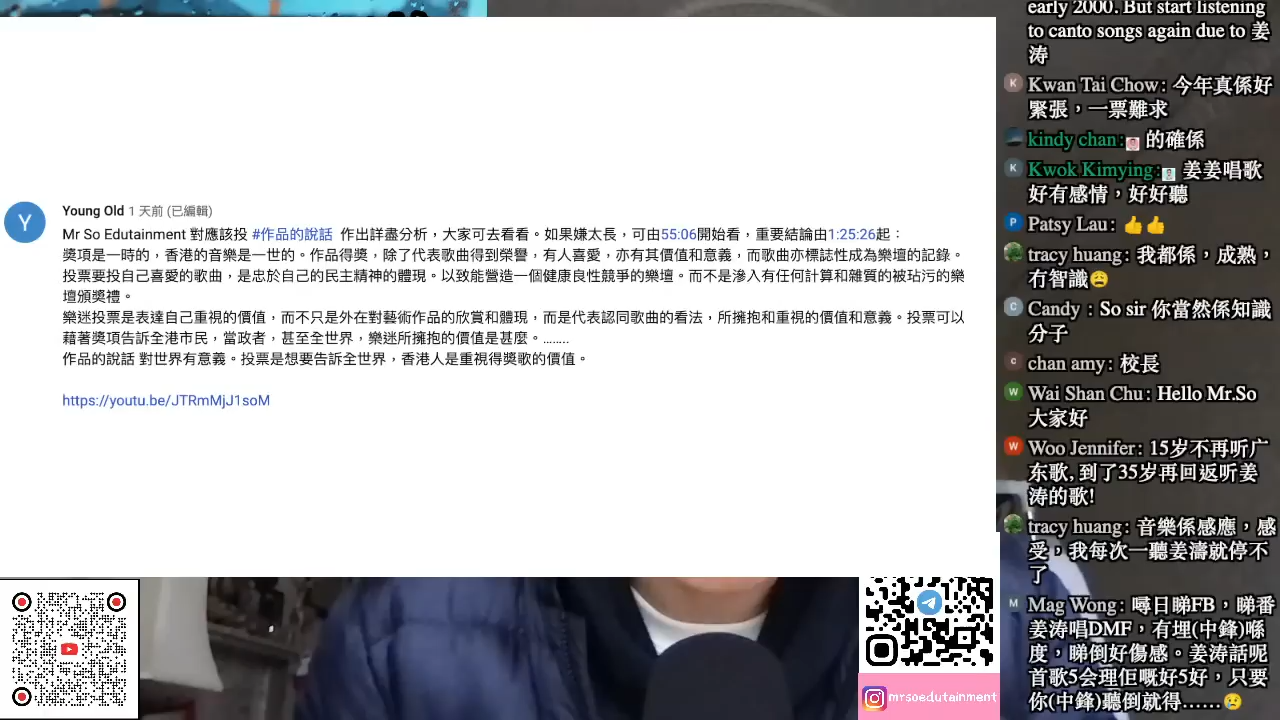 Young Old 1 天前 (已編輯)
Mr So Edutainment 對應該投 #作品的說話 作出詳盡分析，大家可去看看。如果嫌太長，可由55:06開始看，重要結論由1:25:26起：
獎項是一時的，香港的音樂是一世的。作品得獎，除了代表歌曲得到榮譽，有人喜愛，亦有其價值和意義，而歌曲亦標誌性成為樂壇的記錄。
投票要投自己喜愛的歌曲，是忠於自己的民主精神的體現。以致能營造一個健康良性競爭的樂壇。而不是滲入有任何計算和雜質的被玷污的樂
壇頒獎禮。
樂迷投票是表達自己重視的價值，而不只是外在對藝術作品的欣賞和體現，而是代表認同歌曲的看法，所擁抱和重視的價值和意義。投票可以
藉著獎項告訴全港市民，當政者，甚至全世界，樂迷所擁抱的價值是甚麼。........
作品的說話 對世界有意義。投票是想要告訴全世界，香港人是重視得獎歌的價值。
https://youtu.be/JTRmMjJ1soM
Y
mrsoedutainment
early 2000. But start listening
to canto songs again due to 姜
涛
K Kwan Tai Chow: 今年真係好
緊張，一票難求
kindy chan: 的確係
K Kwok Kimying: 姜姜唱歌
好有感情，好好聽
P Patsy Lau: 👍👍
tracy huang: 我都係，成熟，
冇智識😩
C Candy : So sir 你當然係知識
分子
c chan amy: 校長
W Wai Shan Chu: Hello Mr.So
大家好
W Woo Jennifer: 15岁不再听广
东歌, 到了35岁再回返听姜
涛的歌!
tracy huang: 音樂係感應，感
受，我每次一聽姜濤就停不
了
M Mag Wong: 噚日睇FB，睇番
姜涛唱DMF，有埋(中鋒)喺
度，睇倒好傷感。姜涛話呢
首歌5会理佢嘅好5好，只要
你(中鋒)聽倒就得......😢